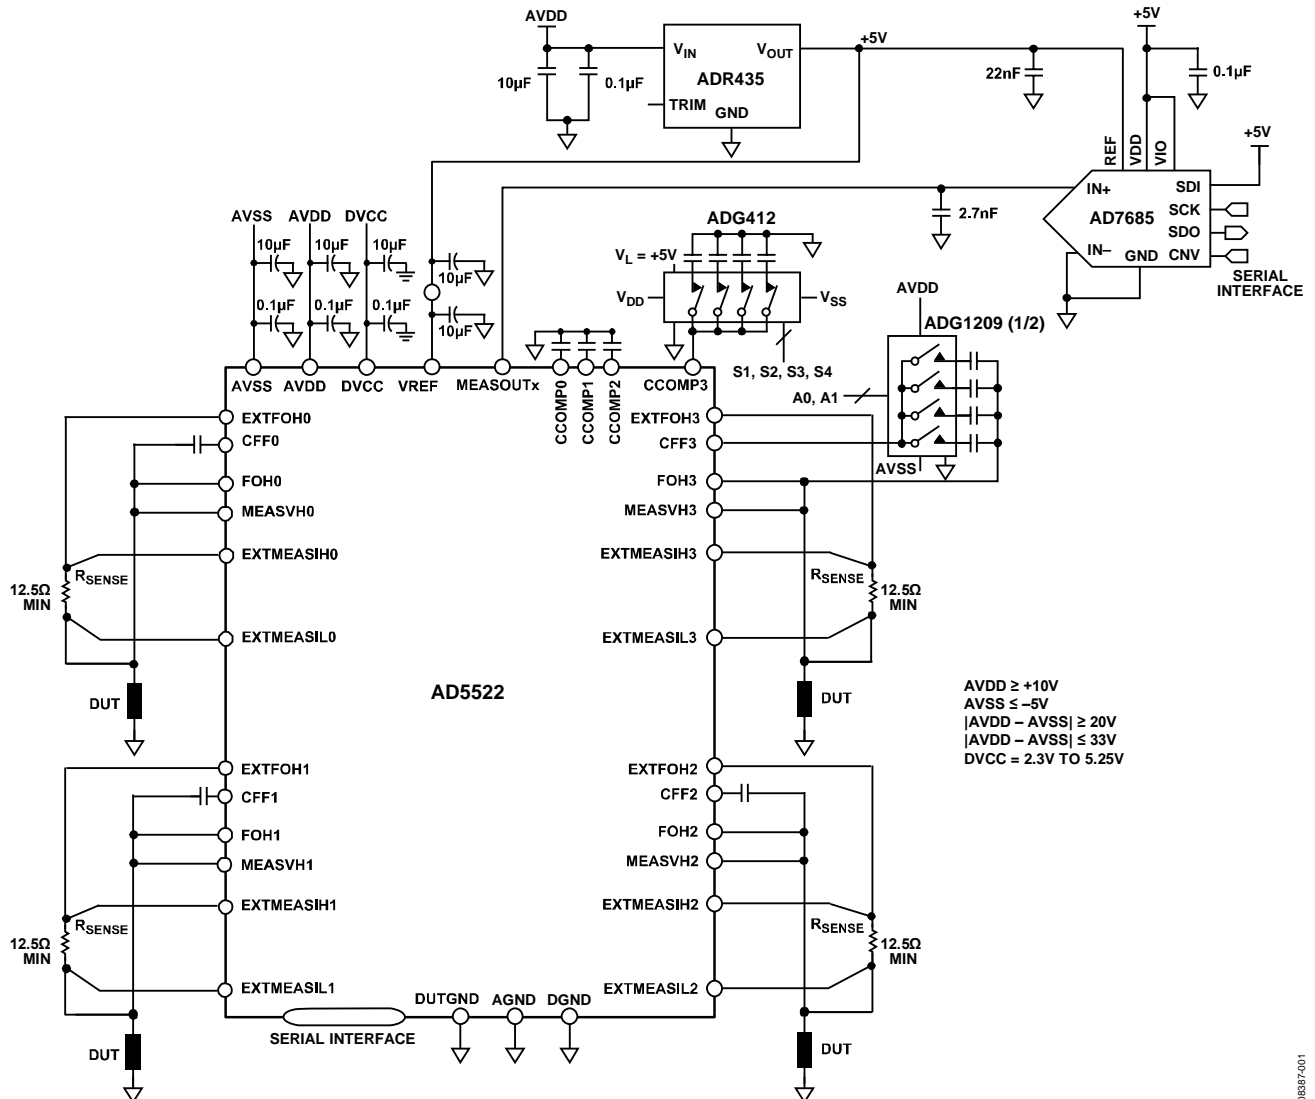 AVDD
VIN
VOUT
+5V
+5V
10µF
0.1µF
ADR435
TRIM
GND
22nF
0.1µF
+5V
REF
VDD
VIO
IN+
SDI
AD7685
SCK
SDO
IN–
GND
CNV
SERIAL
INTERFACE
2.7nF
AVSS
AVDD
DVCC
10µF
10µF
10µF
10µF
0.1µF
0.1µF
0.1µF
10µF
ADG412
VL = +5V
VDD
VSS
S1, S2, S3, S4
AVDD
ADG1209 (1/2)
A0, A1
AVSS
AVSS
AVDD
DVCC
VREF
MEASOUTx
CCOMP0
CCOMP1
CCOMP2
CCOMP3
EXTFOH0
CFF0
FOH0
MEASVH0
EXTMEASIH0
RSENSE
12.5Ω
MIN
EXTMEASIL0
DUT
EXTFOH3
CFF3
FOH3
MEASVH3
EXTMEASIH3
RSENSE
12.5Ω
MIN
EXTMEASIL3
DUT
AD5522
AVDD ≥ +10V
AVSS ≤ –5V
|AVDD – AVSS| ≥ 20V
|AVDD – AVSS| ≤ 33V
DVCC = 2.3V TO 5.25V
EXTFOH1
CFF1
FOH1
MEASVH1
EXTMEASIH1
RSENSE
12.5Ω
MIN
EXTMEASIL1
DUT
EXTFOH2
CFF2
FOH2
MEASVH2
EXTMEASIH2
RSENSE
12.5Ω
MIN
EXTMEASIL2
DUT
SERIAL INTERFACE
DUTGND
AGND
DGND
08387-001